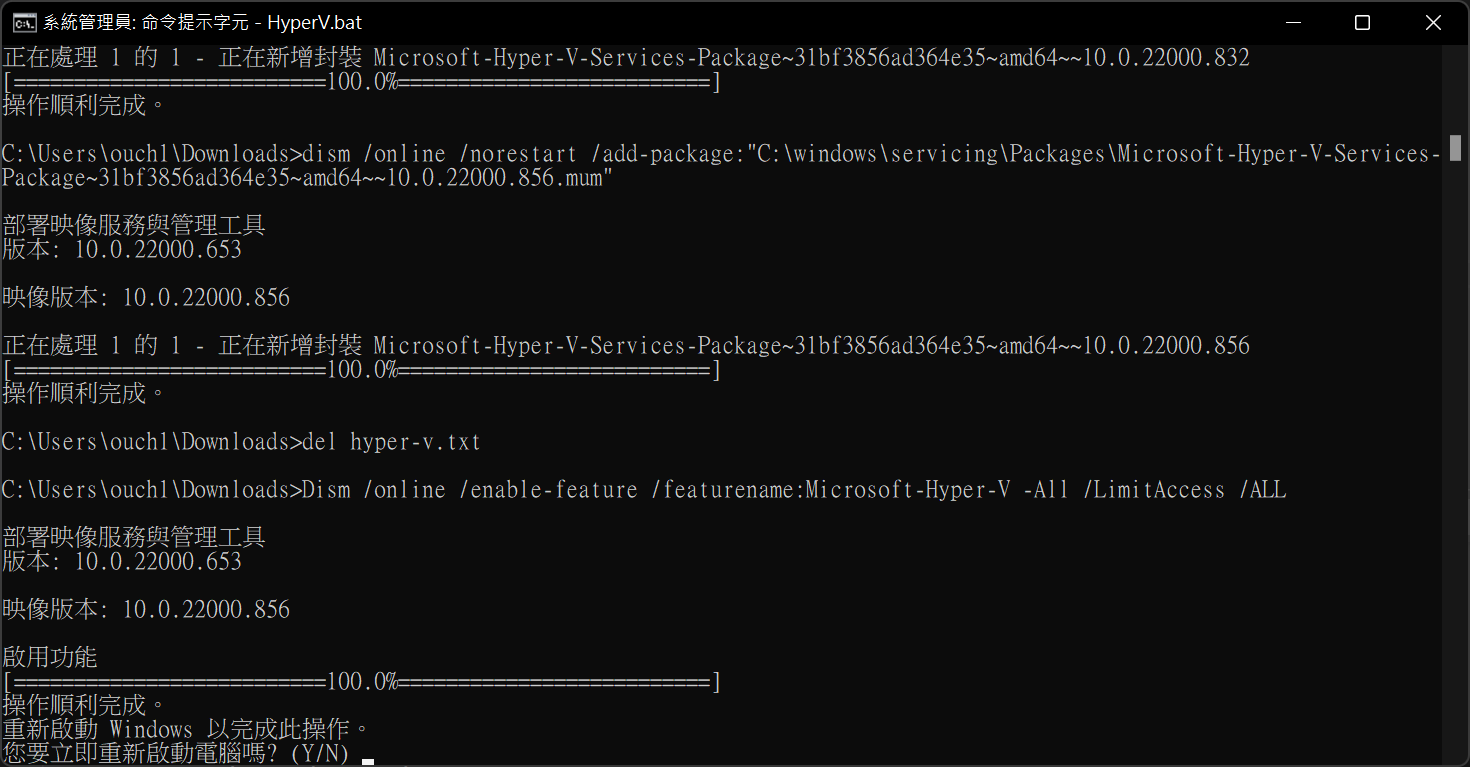 系統管理員: 命令提示字元 - HyperV.bat
正在處理 1 的 1 - 正在新增封裝 Microsoft-Hyper-V-Services-Package~31bf3856ad364e35~amd64~~10.0.22000.832
[==========================100.0%==========================]
操作順利完成。
C:\Users\ouch1\Downloads>dism /online /norestart /add-package:"C:\windows\servicing\Packages\Microsoft-Hyper-V-Services-
Package~31bf3856ad364e35~amd64~~10.0.22000.856.mum"
部署映像服務與管理工具
版本: 10.0.22000.653
映像版本: 10.0.22000.856
正在處理 1 的 1 - 正在新增封裝 Microsoft-Hyper-V-Services-Package~31bf3856ad364e35~amd64~~10.0.22000.856
[==========================100.0%==========================]
操作順利完成。
C:\Users\ouch1\Downloads>del hyper-v.txt
C:\Users\ouch1\Downloads>Dism /online /enable-feature /featurename:Microsoft-Hyper-V -All /LimitAccess /ALL
部署映像服務與管理工具
版本: 10.0.22000.653
映像版本: 10.0.22000.856
啟用功能
[==========================100.0%==========================]
操作順利完成。
重新啟動 Windows 以完成此操作。
您要立即重新啟動電腦嗎? (Y/N)